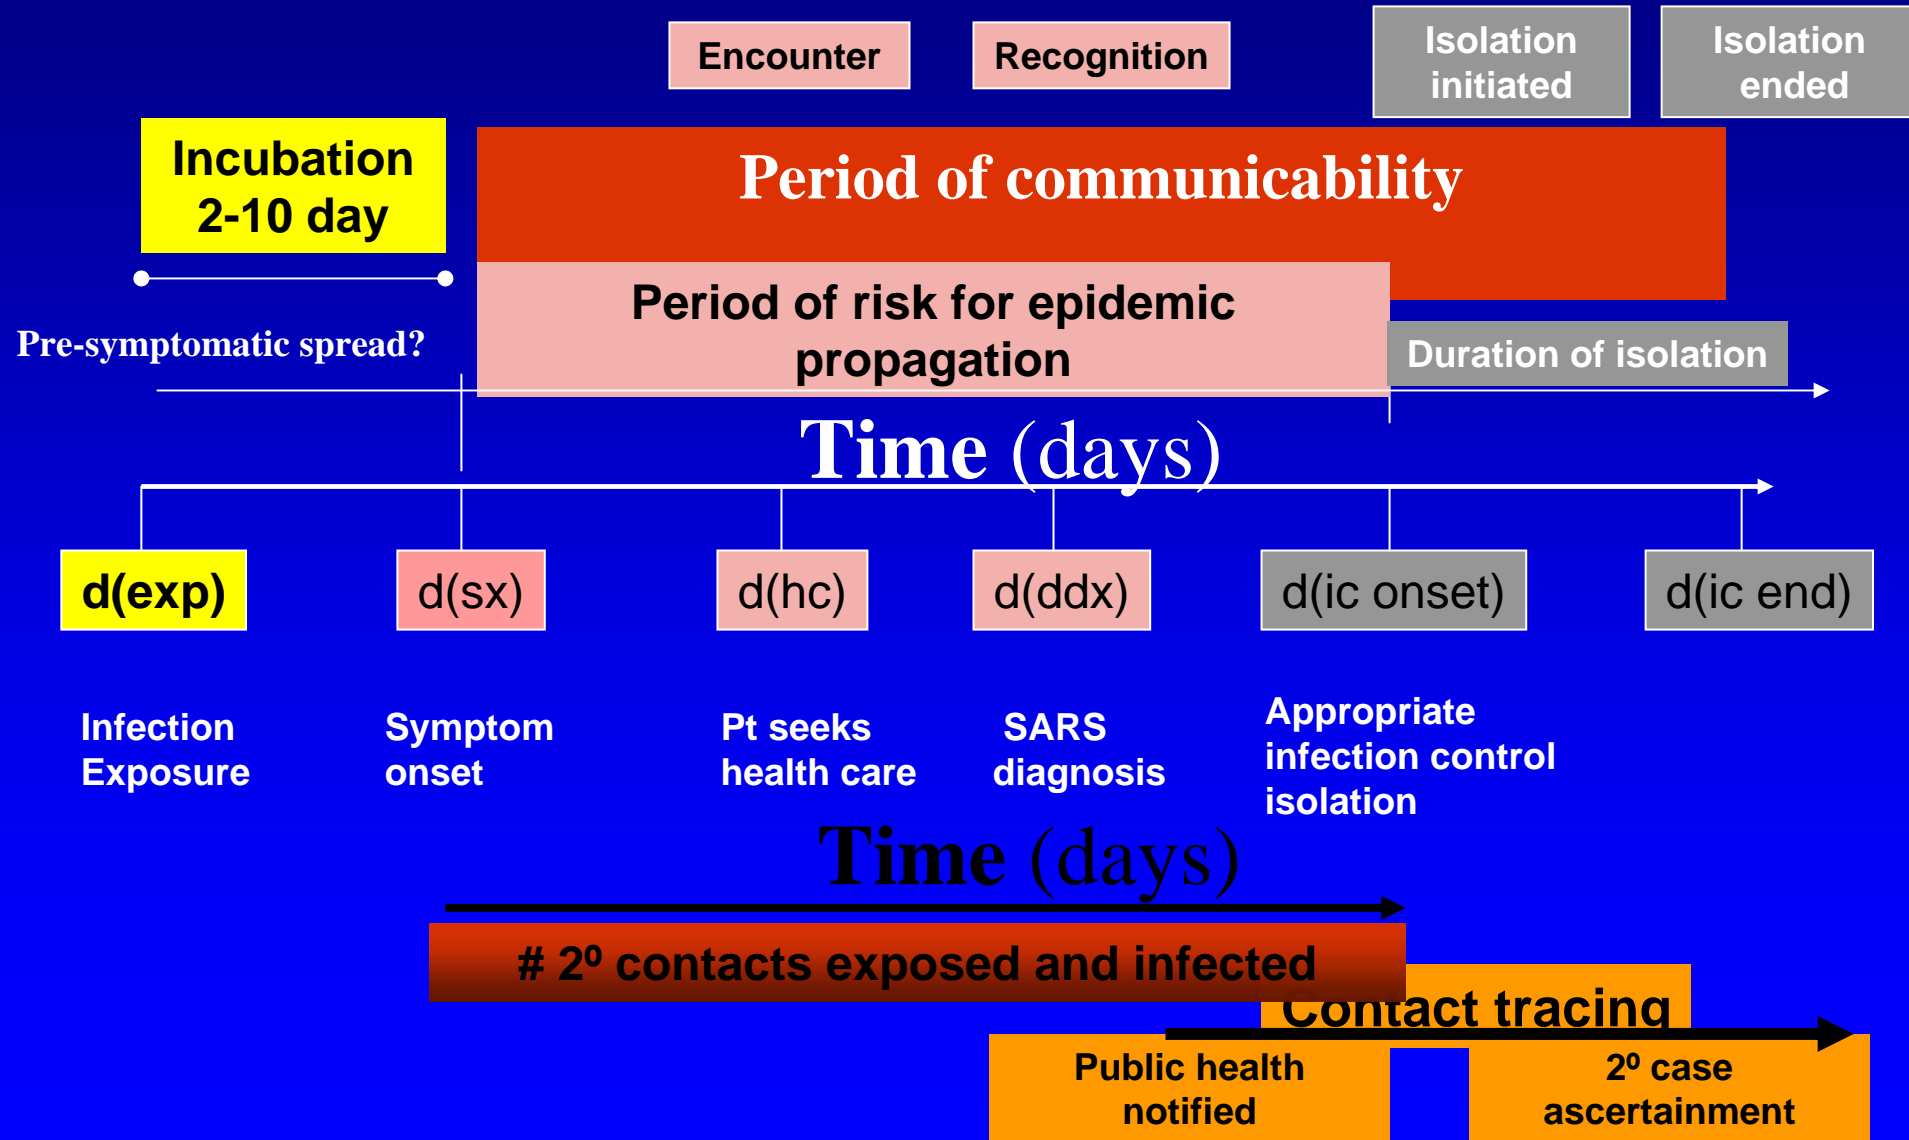 Encounter
Recognition
Isolation
initiated
Isolation
ended
Incubation
2-10 day
Period of communicability
Period of risk for epidemic
propagation
Pre-symptomatic spread?
Duration of isolation
Time (days)
d(exp)
d(sx)
d(hc)
d(ddx)
d(ic onset)
d(ic end)
Infection
Exposure
Symptom
onset
Pt seeks
health care
SARS
diagnosis
Appropriate
infection control
isolation
Time (days)
# 2º contacts exposed and infected
Contact tracing
Public health
notified
2º case
ascertainment